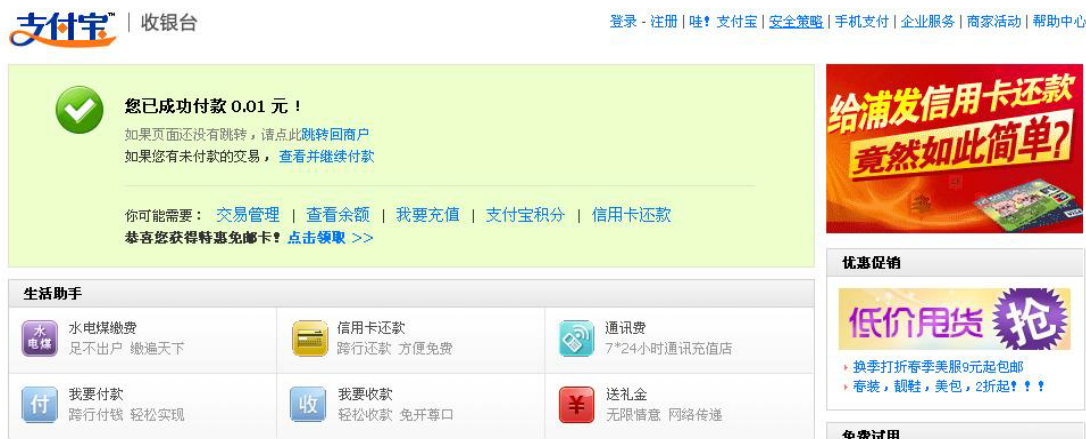 支付宝™ | 收银台
登录 - 注册 | 哇! 支付宝 | 安全策略 | 手机支付 | 企业服务 | 商家活动 | 帮助中心
您已成功付款 0.01 元！
如果页面还没有跳转，请点此跳转回商户
如果您有未付款的交易，查看并继续付款
你可能需要： 交易管理 | 查看余额 | 我要充值 | 支付宝积分 | 信用卡还款
恭喜您获得特惠免邮卡! 点击领取 >>
给浦发信用卡还款
竟然如此简单?
VISA
生活助手
水
电煤
水电煤缴费
足不出户 缴遍天下
信用卡还款
跨行还款 方便免费
通讯费
7*24小时通讯充值店
付
我要付款
跨行付钱 轻松实现
收
我要收款
轻松收款 免开尊口
¥
送礼金
无限情意 网络传递
优惠促销
低价甩货 抢
换季打折春季美服9元起包邮
春装，靓鞋，美包，2折起! ! !
免费试用